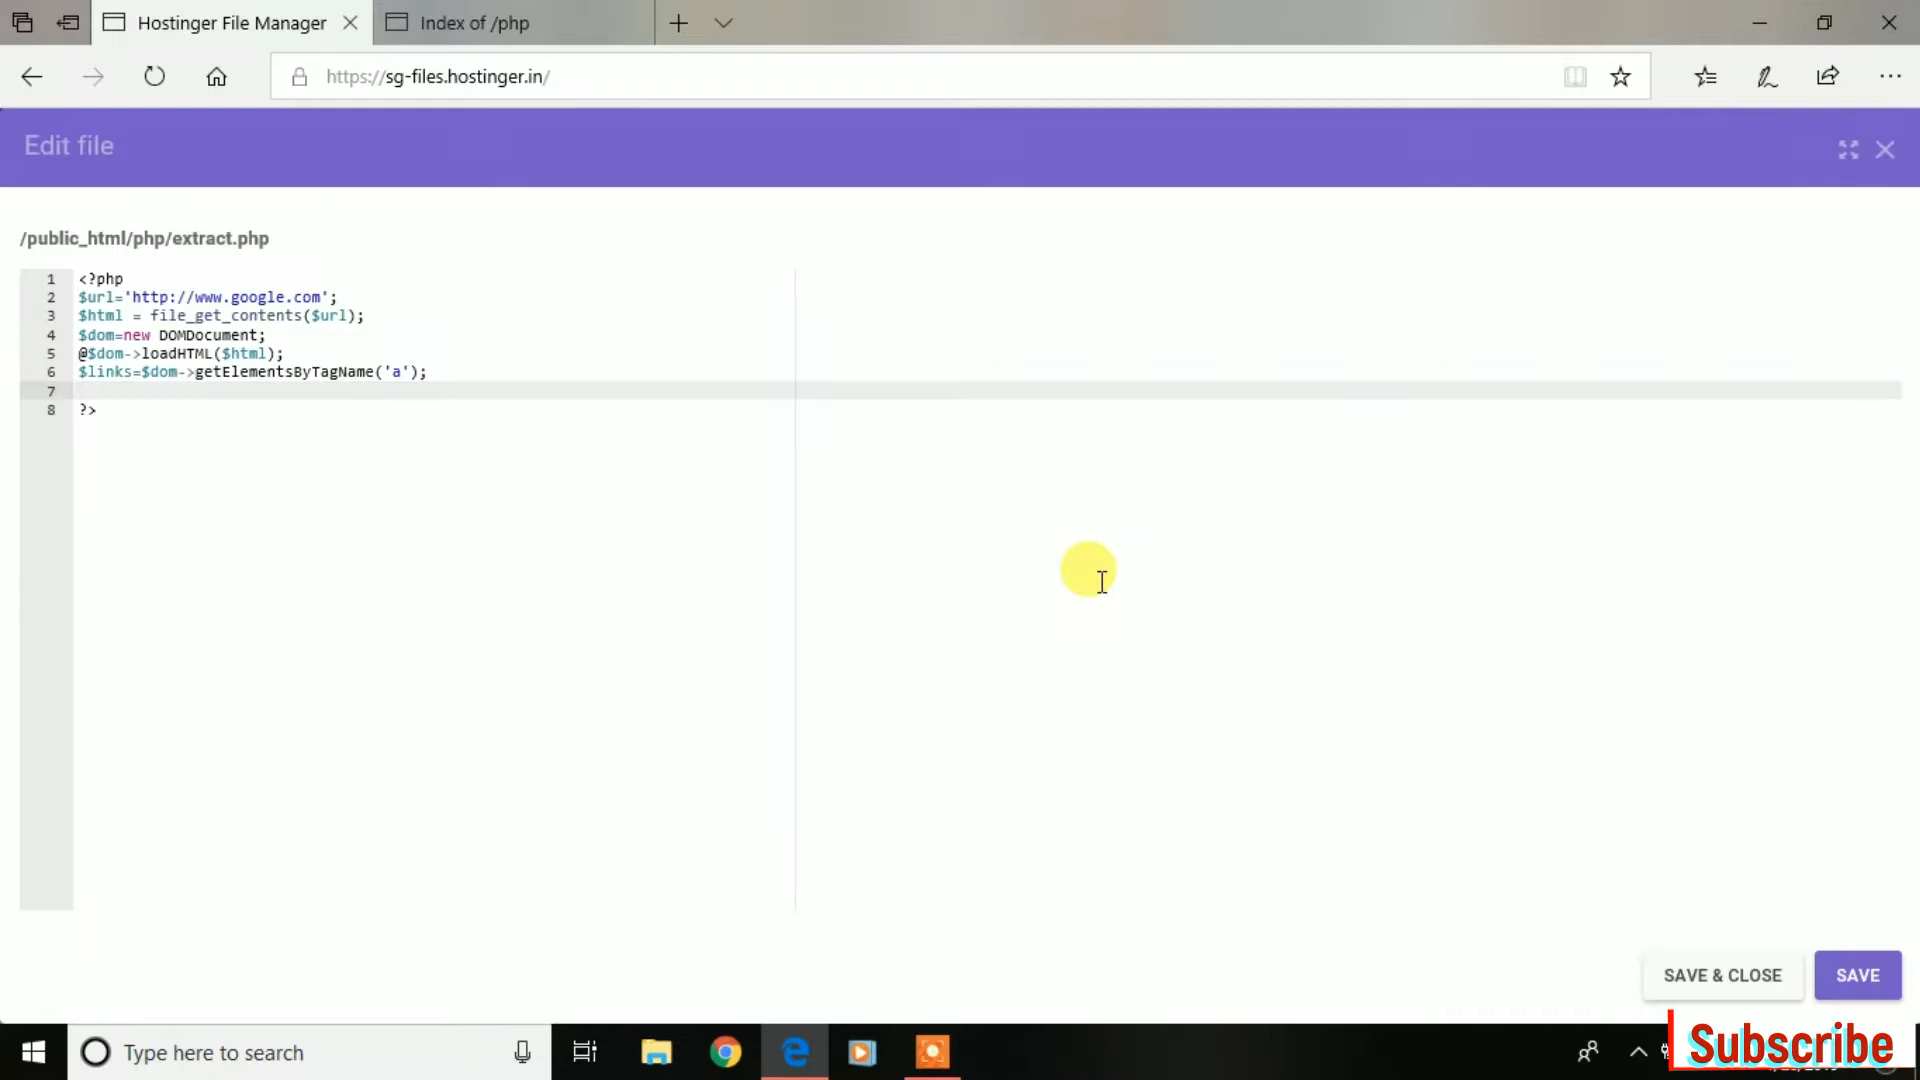 Hostinger File Manager
Index of /php
https://sg-files.hostinger.in/
Edit file
/public_html/php/extract.php
1 <?php
2 $url='http://www.google.com';
3 $html = file_get_contents($url);
4 $dom=new DOMDocument;
5 @$dom->loadHTML($html);
6 $links=$dom->getElementsByTagName('a');
7
8 ?>
SAVE & CLOSE
SAVE
Type here to search
Subscribe